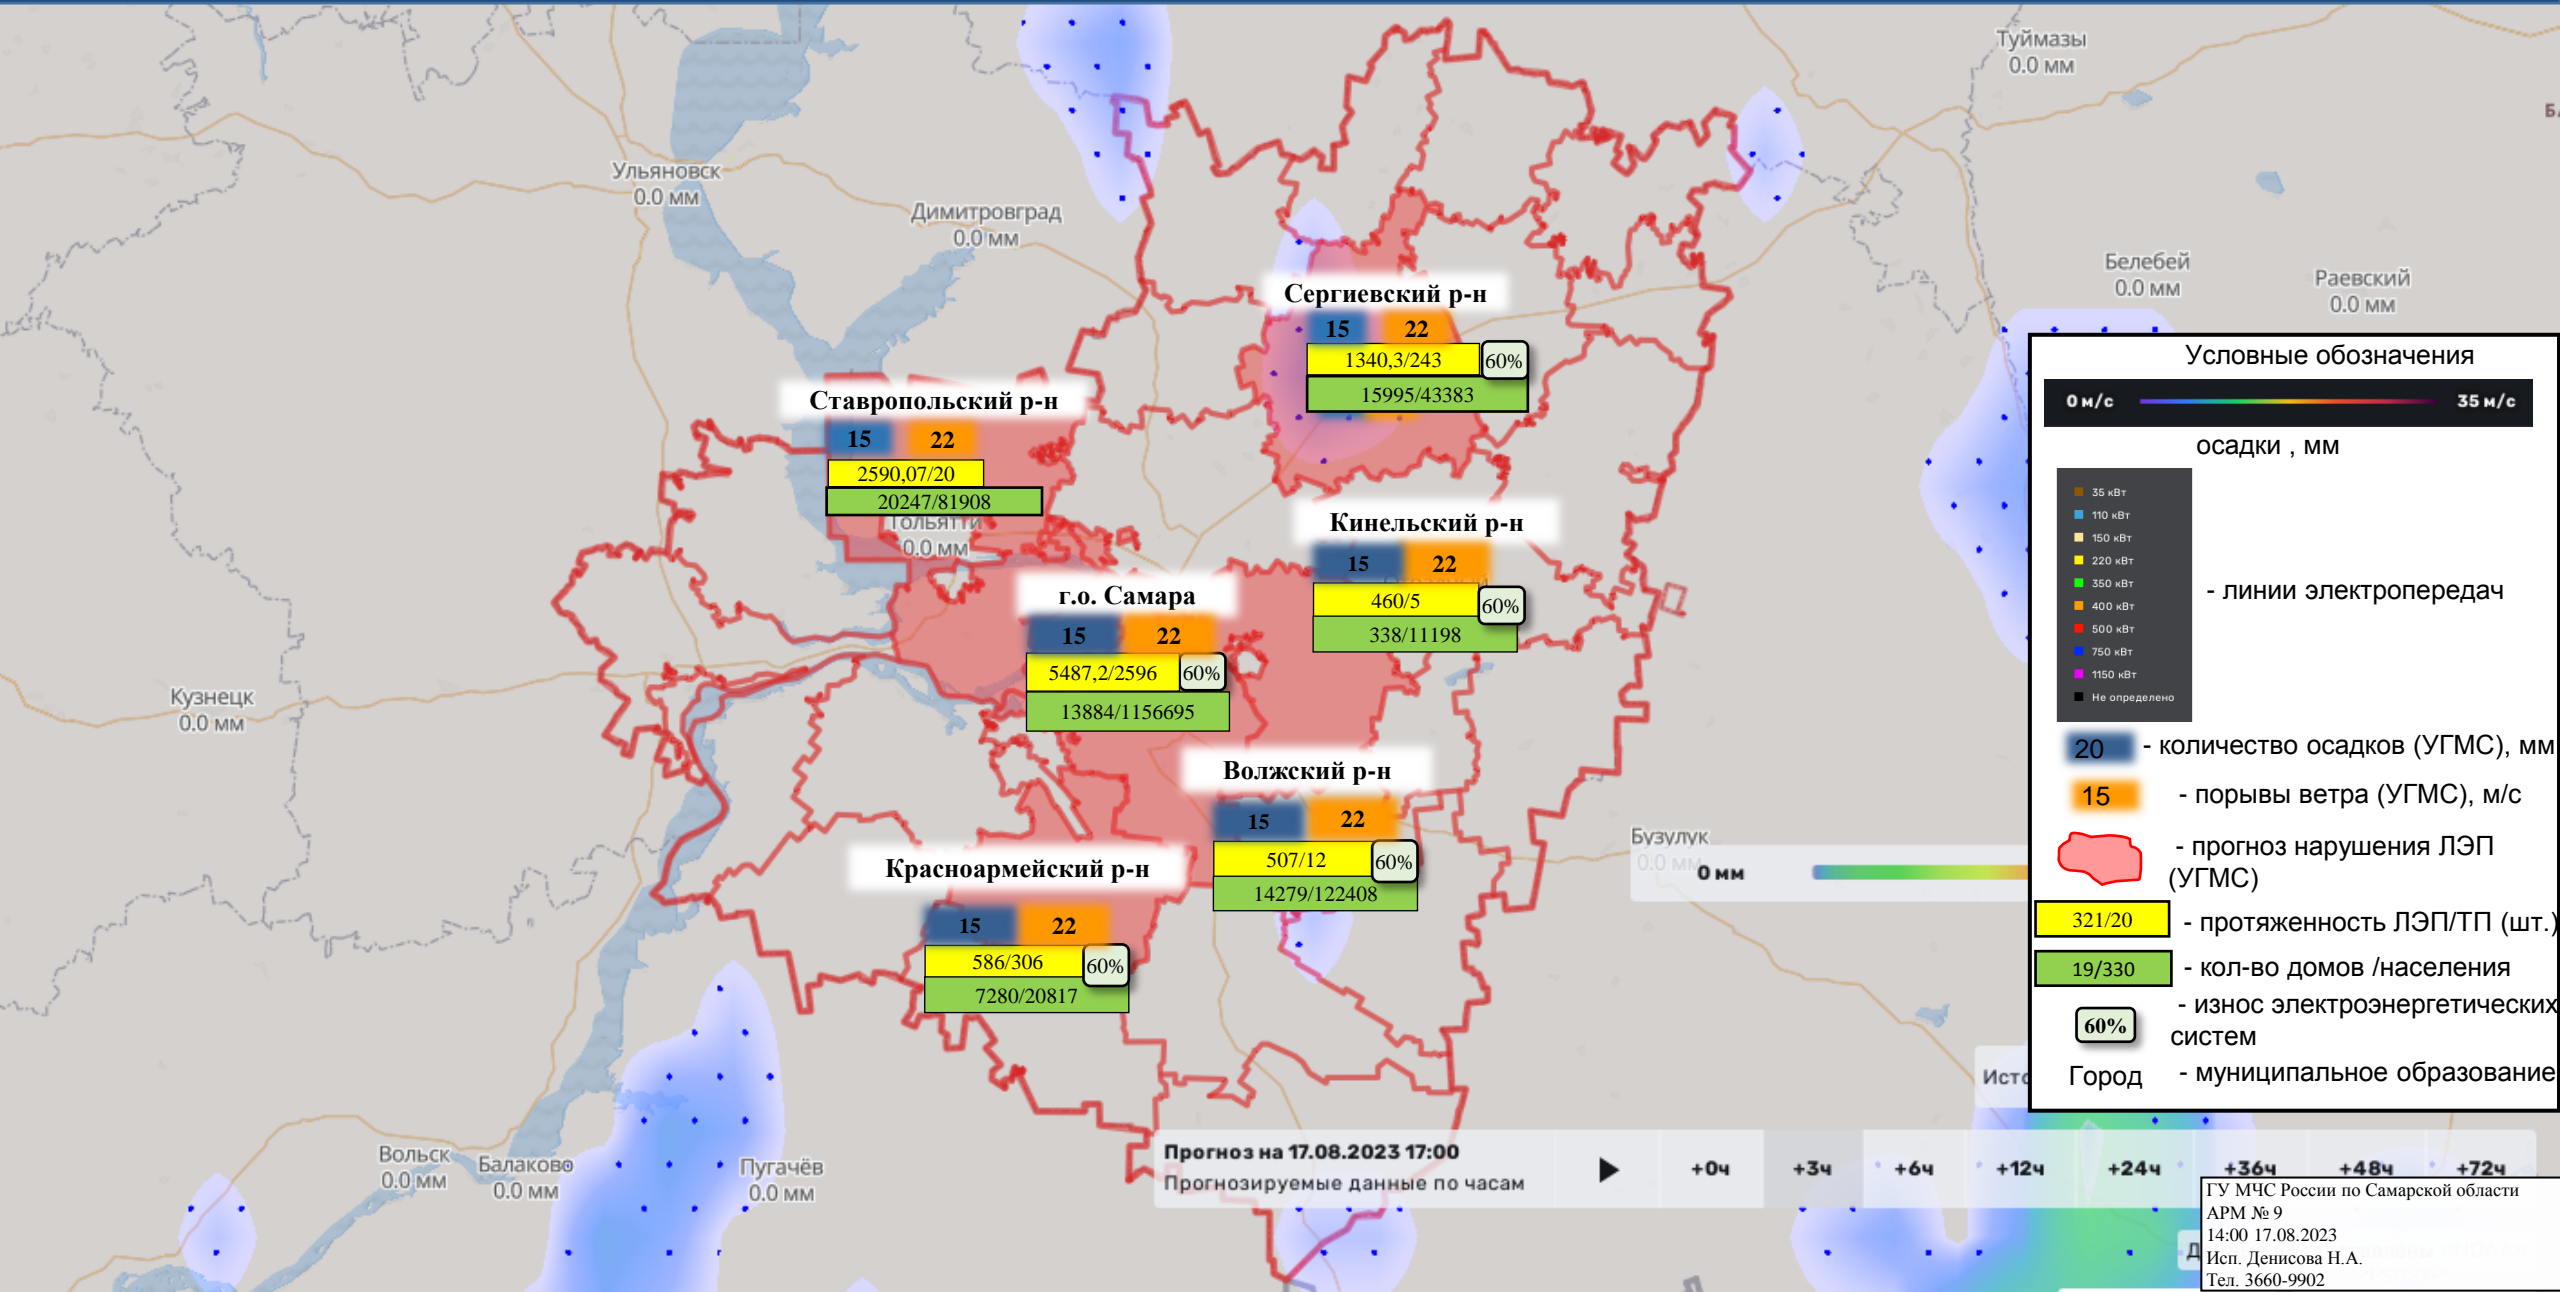 Туймазы
0.0 мм
Ульяновск
0.0 мм
Димитровград
0.0 мм
Белебей
0.0 мм
Раевский
0.0 мм
Сергиевский р-н
15 22
1340,3/243 60%
15995/43383
Ставропольский р-н
15 22
2590,07/20
20247/81908
Тольятти
0.0 мм
Кинельский р-н
15 22
460/5 60%
338/11198
г.о. Самара
15 22
5487,2/2596 60%
13884/1156695
Кузнецк
0.0 мм
Волжский р-н
15 22
507/12 60%
14279/122408
Красноармейский р-н
15 22
586/306 60%
7280/20817
Бузулук
0.0 мм
0 мм
Вольск
0.0 мм
Балаково
0.0 мм
Пугачёв
0.0 мм
Условные обозначения
0 м/с 35 м/с
осадки , мм
35 кВт
110 кВт
150 кВт
220 кВт
350 кВт
400 кВт
500 кВт
750 кВт
1150 кВт
Не определено
- линии электропередач
20 - количество осадков (УГМС), мм
15 - порывы ветра (УГМС), м/с
- прогноз нарушения ЛЭП
(УГМС)
321/20 - протяженность ЛЭП/ТП (шт.)
19/330 - кол-во домов /населения
60% - износ электроэнергетических
систем
Город - муниципальное образование
Прогноз на 17.08.2023 17:00
Прогнозируемые данные по часам
+0ч +3ч +6ч +12ч +24ч +36ч +48ч +72ч
ГУ МЧС России по Самарской области
АРМ № 9
14:00 17.08.2023
Исп. Денисова Н.А.
Тел. 3660-9902